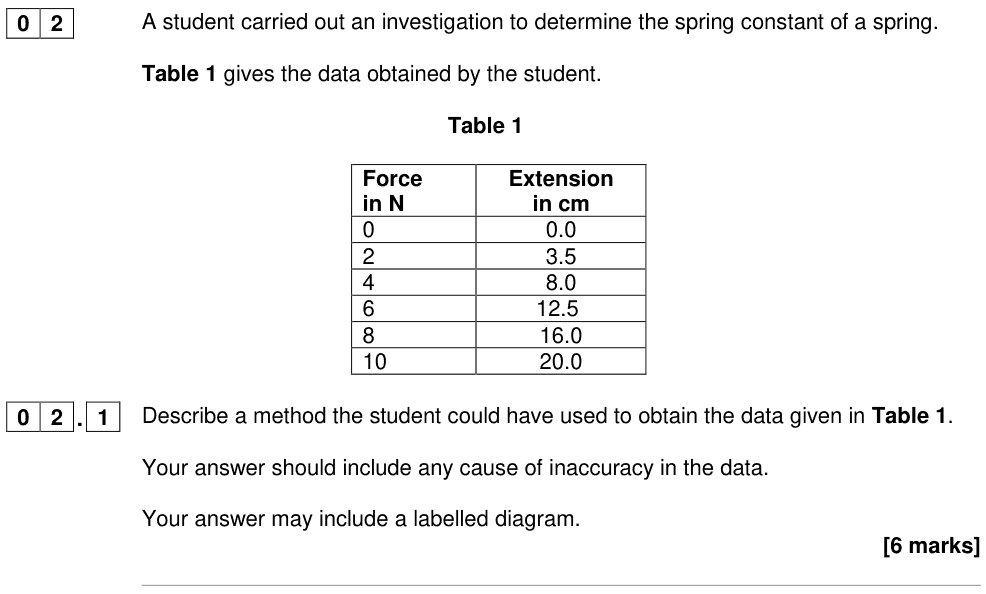 0 2 A student carried out an investigation to determine the spring constant of a spring.
Table 1 gives the data obtained by the student.
Table 1
Force in N Extension in cm
0 0.0
2 3.5
4 8.0
6 12.5
8 16.0
10 20.0
0 2 . 1 Describe a method the student could have used to obtain the data given in Table 1.
Your answer should include any cause of inaccuracy in the data.
Your answer may include a labelled diagram.
[6 marks]